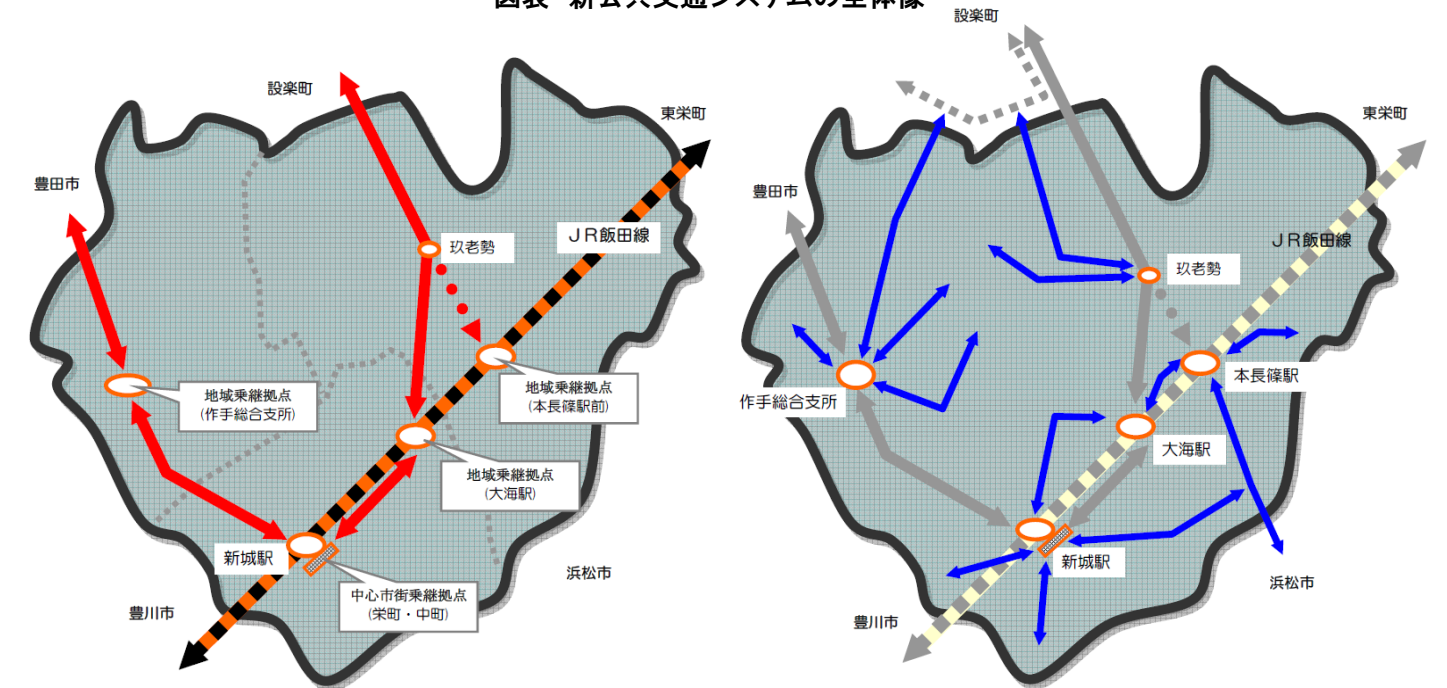 図表 新公共交通システムの全体像
設楽町
東栄町
豊田市
JR飯田線
玖老勢
地域乗継拠点
(作手総合支所)
地域乗継拠点
(本長篠駅前)
地域乗継拠点
(大海駅)
新城駅
中心市街乗継拠点
(栄町・中町)
浜松市
豊川市
設楽町
東栄町
豊田市
JR飯田線
玖老勢
作手総合支所
本長篠駅
大海駅
新城駅
浜松市
豊川市